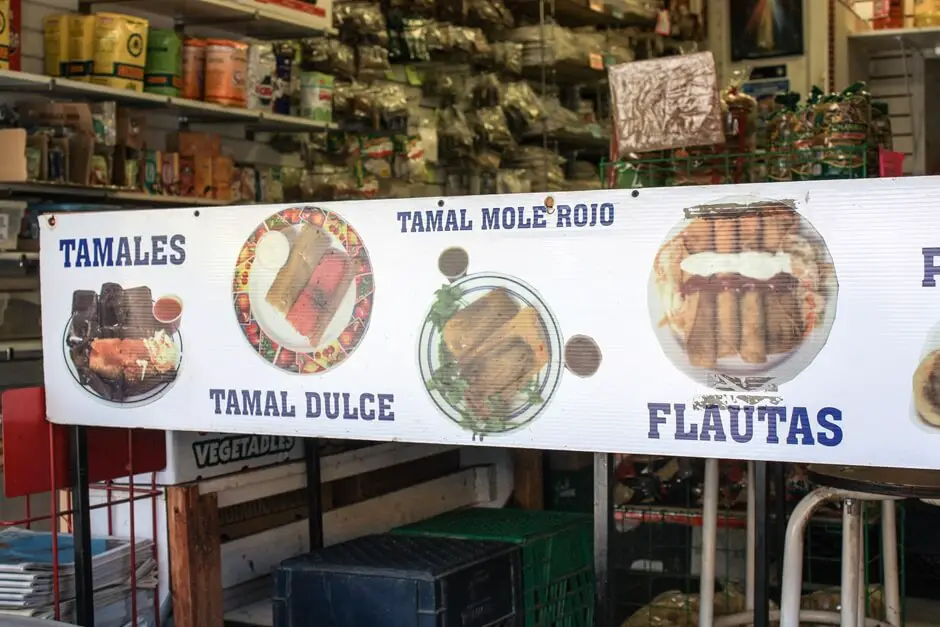 TAMALES
TAMAL DULCE
TAMAL MOLE ROJO
FLAUTAS
VEGETABLES